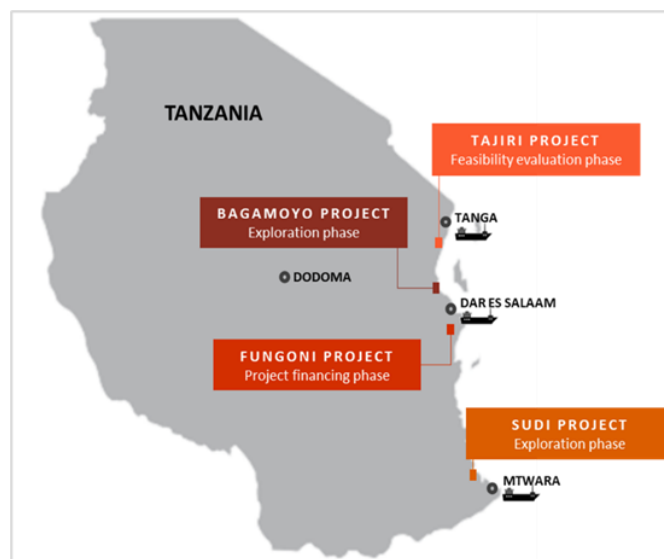 TANZANIA
TAJIRI PROJECT
Feasibility evaluation phase
BAGAMOYO PROJECT
Exploration phase
TANGA
DODOMA
DAR ES SALAAM
FUNGONI PROJECT
Project financing phase
SUDI PROJECT
Exploration phase
MTWARA